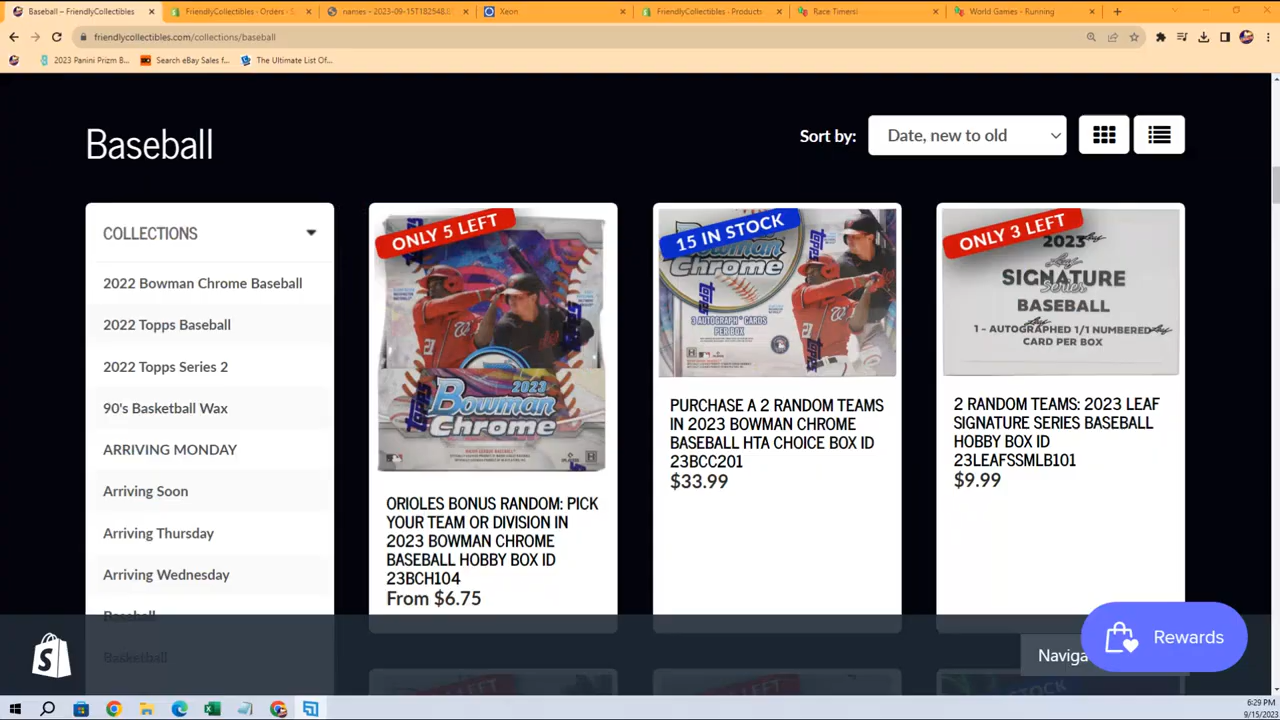 Baseball – FriendlyCollectibles
FriendlyCollectibles - Orders - S
names - 2023-09-15T182548.
Xeon
FriendlyCollectibles - Products
Race Timers!
World Games - Running
friendlycollectibles.com/collections/baseball
2023 Panini Prizm B...
Search eBay Sales f...
The Ultimate List Of...
Baseball
Sort by:
Date, new to old
COLLECTIONS
2022 Bowman Chrome Baseball
2022 Topps Baseball
2022 Topps Series 2
90's Basketball Wax
ARRIVING MONDAY
Arriving Soon
Arriving Thursday
Arriving Wednesday
Baseball
Basketball
ONLY 5 LEFT
21
2023
Bowman
Chrome
ORIOLES BONUS RANDOM: PICK
YOUR TEAM OR DIVISION IN
2023 BOWMAN CHROME
BASEBALL HOBBY BOX ID
23BCH104
From $6.75
15 IN STOCK
Bowman
Chrome
topps
3 AUTOGRAPH CARDS
PER BOX
21
PURCHASE A 2 RANDOM TEAMS
IN 2023 BOWMAN CHROME
BASEBALL HTA CHOICE BOX ID
23BCC201
$33.99
ONLY 3 LEFT
2023
Leaf
SIGNATURE
Series
BASEBALL
1 - AUTOGRAPHED 1/1 NUMBERED
CARD PER BOX
2 RANDOM TEAMS: 2023 LEAF
SIGNATURE SERIES BASEBALL
HOBBY BOX ID
23LEAFSSMLB101
$9.99
Rewards
Naviga
STOCK
6:29 PM
9/15/2023